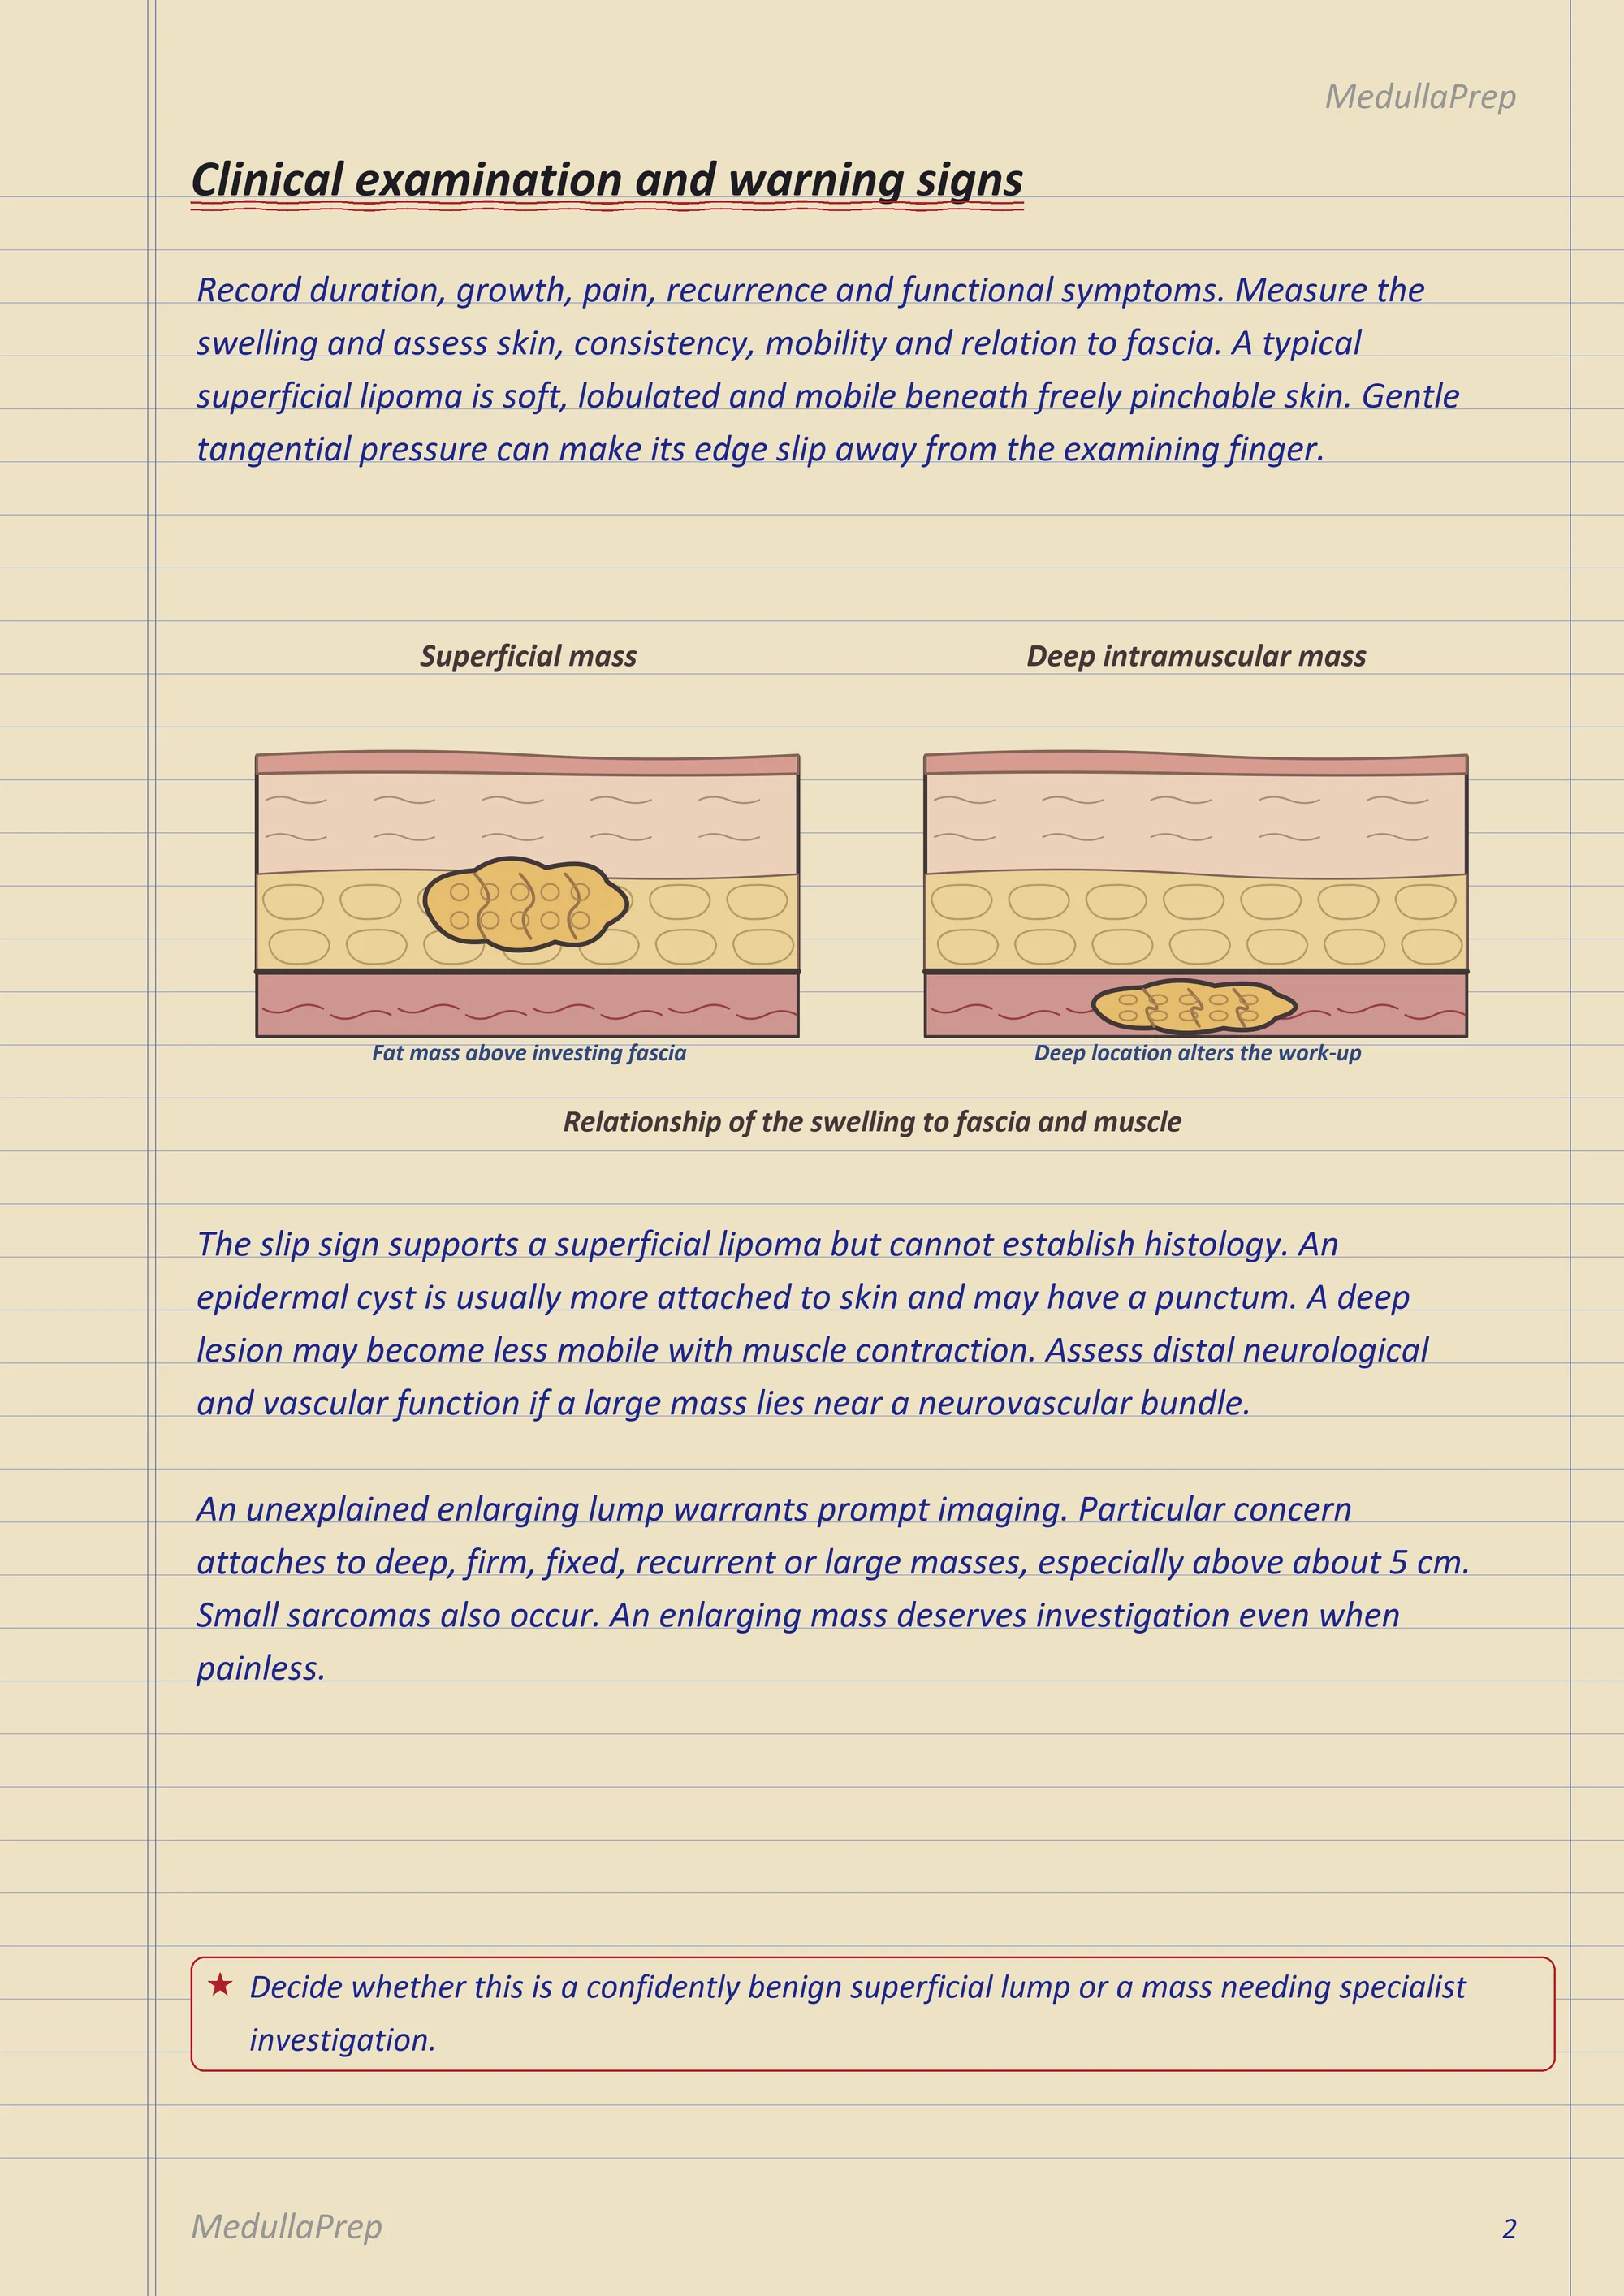 MedullaPrep
Clinical examination and warning signs
Record duration, growth, pain, recurrence and functional symptoms. Measure the
swelling and assess skin, consistency, mobility and relation to fascia. A typical
superficial lipoma is soft, lobulated and mobile beneath freely pinchable skin. Gentle
tangential pressure can make its edge slip away from the examining finger.
Superficial mass
Deep intramuscular mass
Fat mass above investing fascia
Deep location alters the work-up
Relationship of the swelling to fascia and muscle
The slip sign supports a superficial lipoma but cannot establish histology. An
epidermal cyst is usually more attached to skin and may have a punctum. A deep
lesion may become less mobile with muscle contraction. Assess distal neurological
and vascular function if a large mass lies near a neurovascular bundle.
An unexplained enlarging lump warrants prompt imaging. Particular concern
attaches to deep, firm, fixed, recurrent or large masses, especially above about 5 cm.
Small sarcomas also occur. An enlarging mass deserves investigation even when
painless.
★ Decide whether this is a confidently benign superficial lump or a mass needing specialist
investigation.
MedullaPrep
2